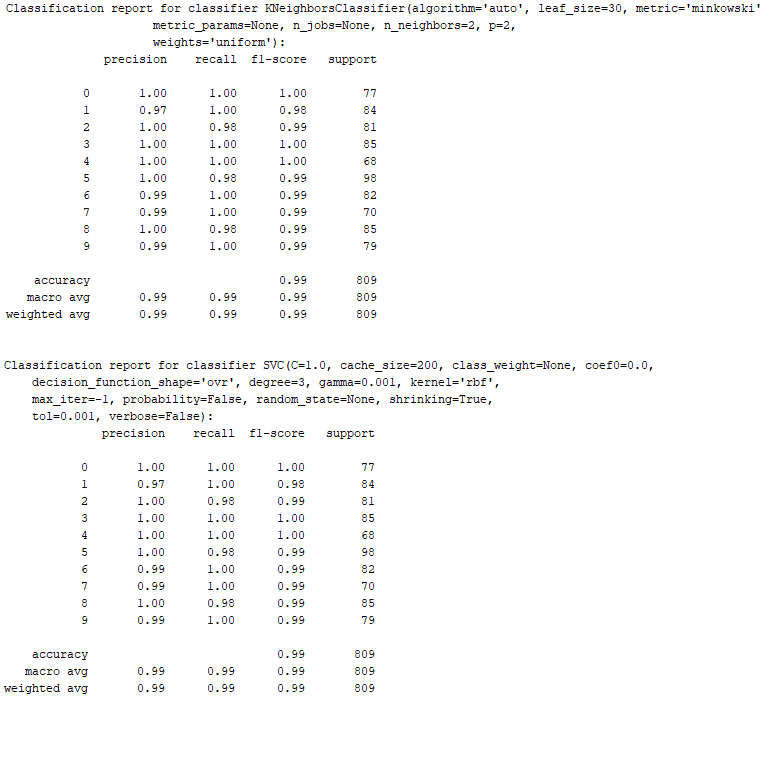 Classification report for classifier KNeighborsClassifier(algorithm='auto', leaf_size=30, metric='minkowski'
metric_params=None, n_jobs=None, n_neighbors=2, p=2,
weights='uniform'):
precision recall f1-score support
0 1.00 1.00 1.00 77
1 0.97 1.00 0.98 84
2 1.00 0.98 0.99 81
3 1.00 1.00 1.00 85
4 1.00 1.00 1.00 68
5 1.00 0.98 0.99 98
6 0.99 1.00 0.99 82
7 0.99 1.00 0.99 70
8 1.00 0.98 0.99 85
9 0.99 1.00 0.99 79
accuracy 0.99 809
macro avg 0.99 0.99 0.99 809
weighted avg 0.99 0.99 0.99 809
Classification report for classifier SVC(C=1.0, cache_size=200, class_weight=None, coef0=0.0,
decision_function_shape='ovr', degree=3, gamma=0.001, kernel='rbf',
max_iter=-1, probability=False, random_state=None, shrinking=True,
tol=0.001, verbose=False):
precision recall f1-score support
0 1.00 1.00 1.00 77
1 0.97 1.00 0.98 84
2 1.00 0.98 0.99 81
3 1.00 1.00 1.00 85
4 1.00 1.00 1.00 68
5 1.00 0.98 0.99 98
6 0.99 1.00 0.99 82
7 0.99 1.00 0.99 70
8 1.00 0.98 0.99 85
9 0.99 1.00 0.99 79
accuracy 0.99 809
macro avg 0.99 0.99 0.99 809
weighted avg 0.99 0.99 0.99 809